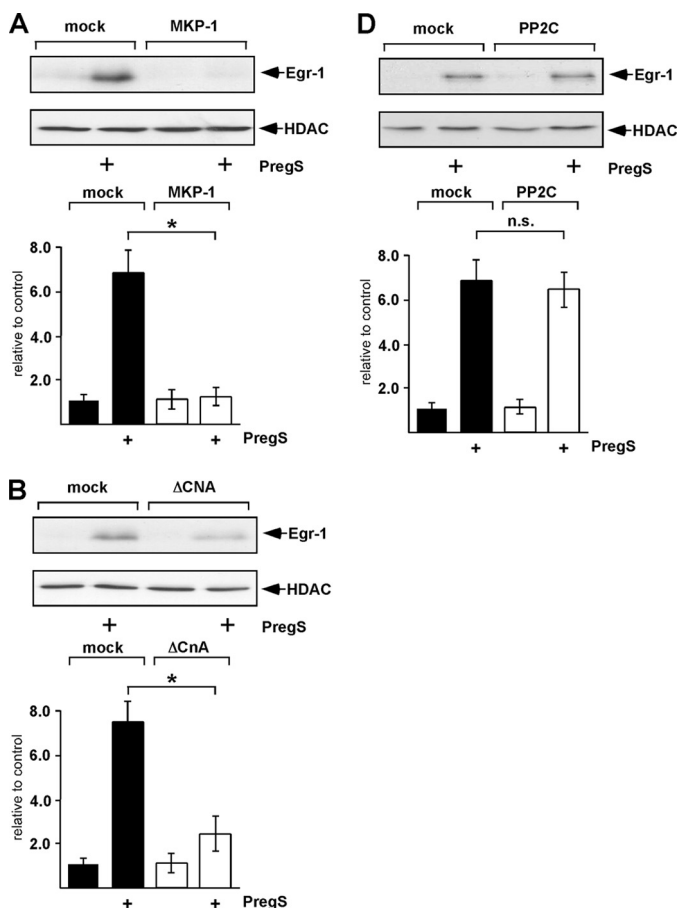 A
mock MKP-1
Egr-1
HDAC
+ + PregS
mock MKP-1
*
relative to control
8.0
6.0
4.0
2.0
+ + PregS
B
mock ΔCNA
Egr-1
HDAC
+ + PregS
mock ΔCnA
*
relative to control
8.0
6.0
4.0
2.0
+ + PregS
D
mock PP2C
Egr-1
HDAC
+ + PregS
mock PP2C
n.s.
relative to control
8.0
6.0
4.0
2.0
+ + PregS